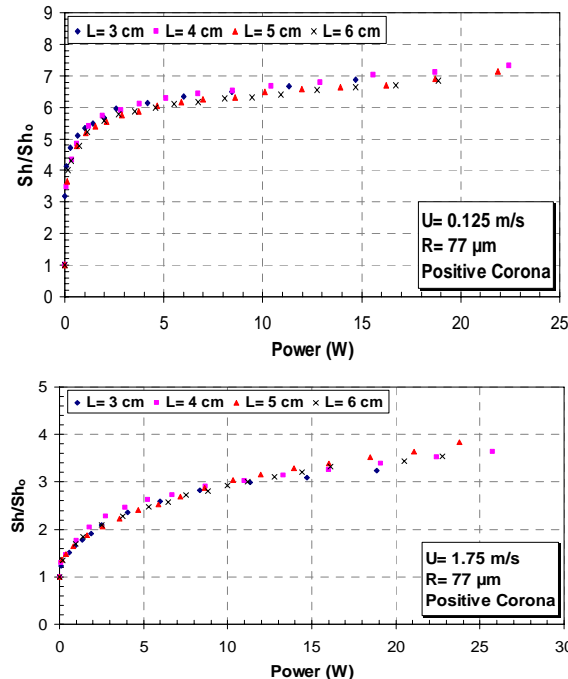 9
8
7
6
5
4
3
2
1
0
Sh/Shₒ
L= 3 cm L= 4 cm L= 5 cm L= 6 cm
U= 0.125 m/s
R= 77 µm
Positive Corona
0 5 10 15 20 25
Power (W)
5
4
3
2
1
0
Sh/Shₒ
L= 3 cm L= 4 cm L= 5 cm L= 6 cm
U= 1.75 m/s
R= 77 µm
Positive Corona
0 5 10 15 20 25 30
Power (W)